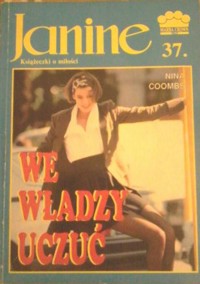 Janine
Książeczki o miłości
37.
NINA
COOMBS
WE
WŁADZY
UCZUĆ